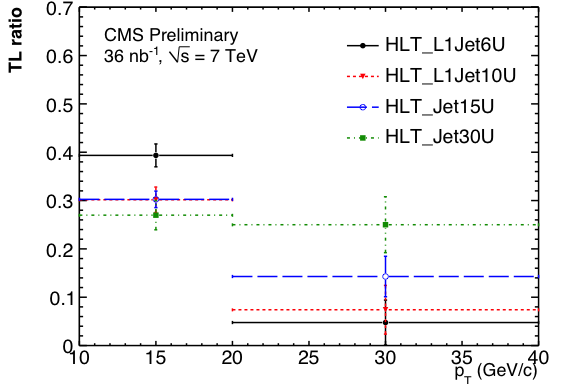 TL ratio
0.7
0.6
0.5
0.4
0.3
0.2
0.1
0
CMS Preliminary
36 nb⁻¹, √s = 7 TeV
HLT_L1Jet6U
HLT_L1Jet10U
HLT_Jet15U
HLT_Jet30U
10 15 20 25 30 35 40
p_T (GeV/c)